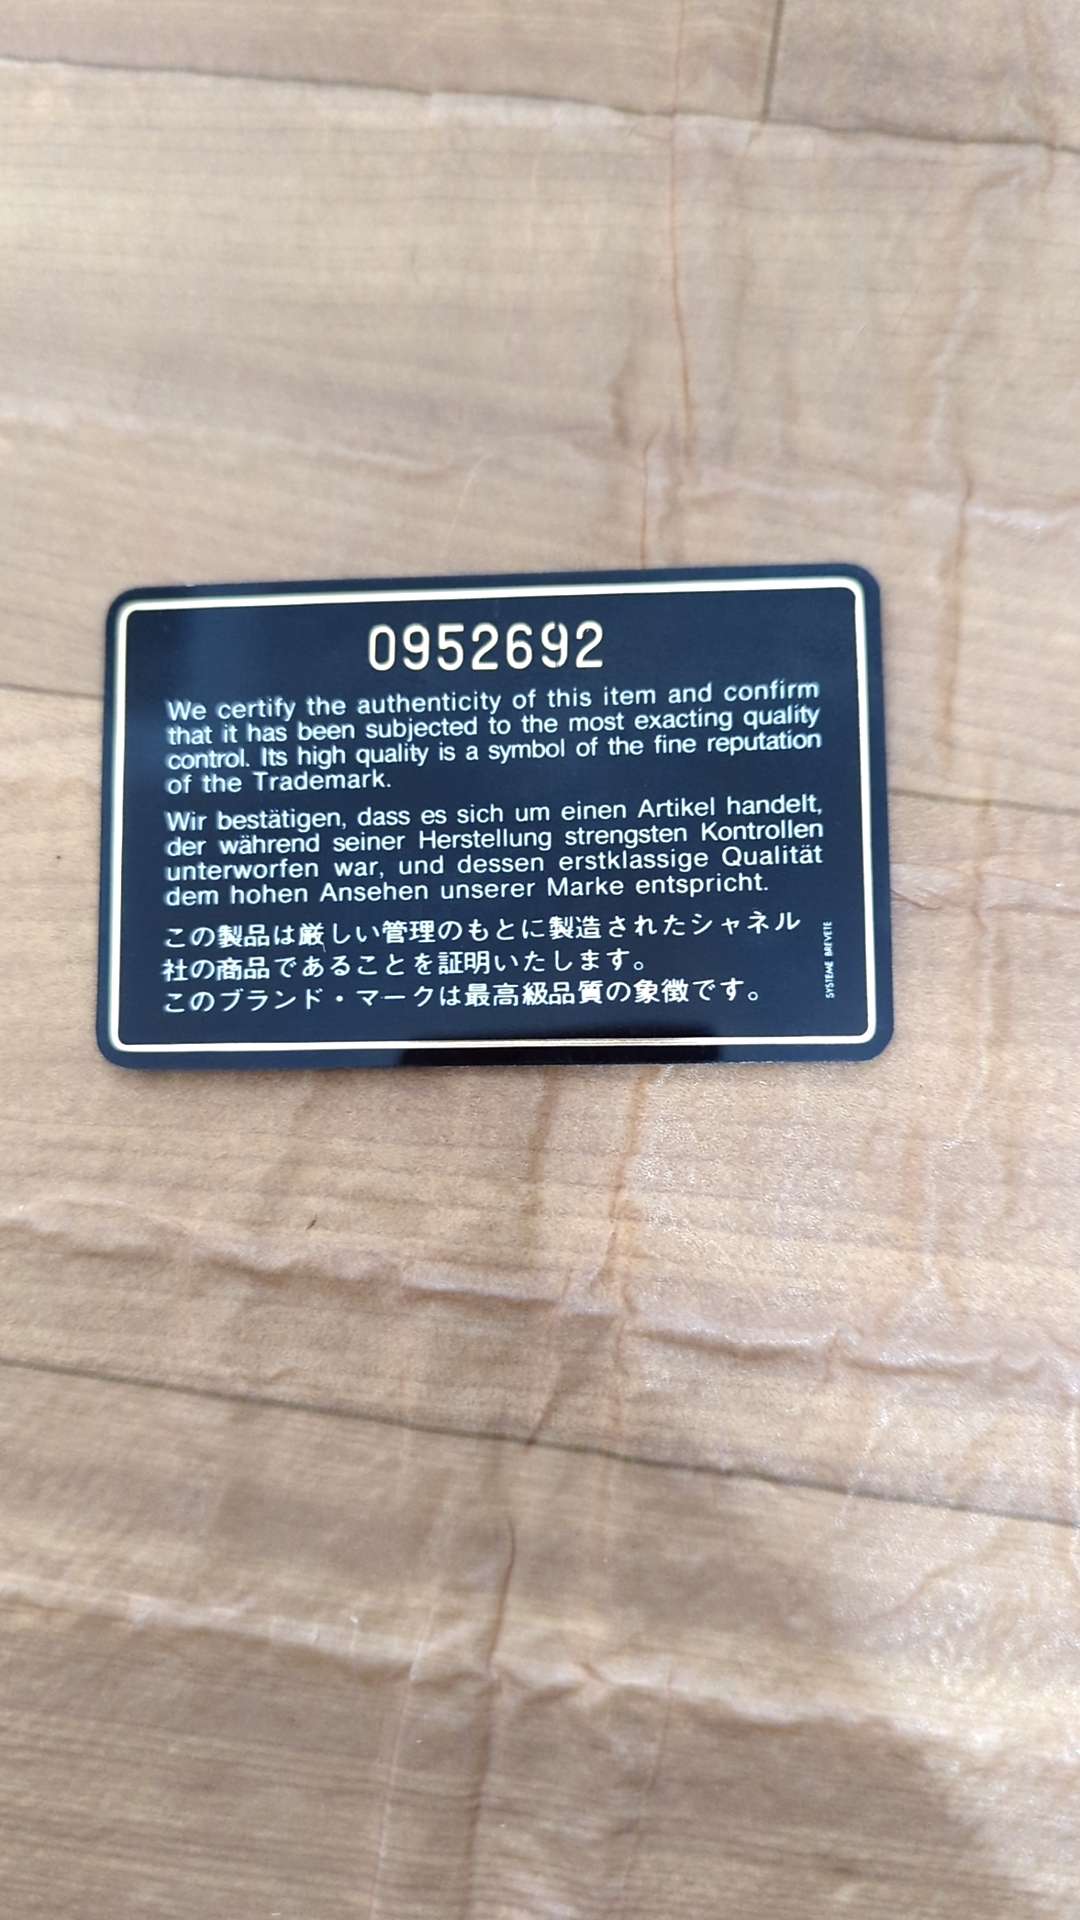 0952692
We certify the authenticity of this item and confirm
that it has been subjected to the most exacting quality
control. Its high quality is a symbol of the fine reputation
of the Trademark.
Wir bestätigen, dass es sich um einen Artikel handelt,
der während seiner Herstellung strengsten Kontrollen
unterworfen war, und dessen erstklassige Qualität
dem hohen Ansehen unserer Marke entspricht.
この製品は厳しい管理のもとに製造されたシャネル
社の商品であることを証明いたします。
このブランド・マークは最高級品質の象徴です。
SYSTEME BREVETE